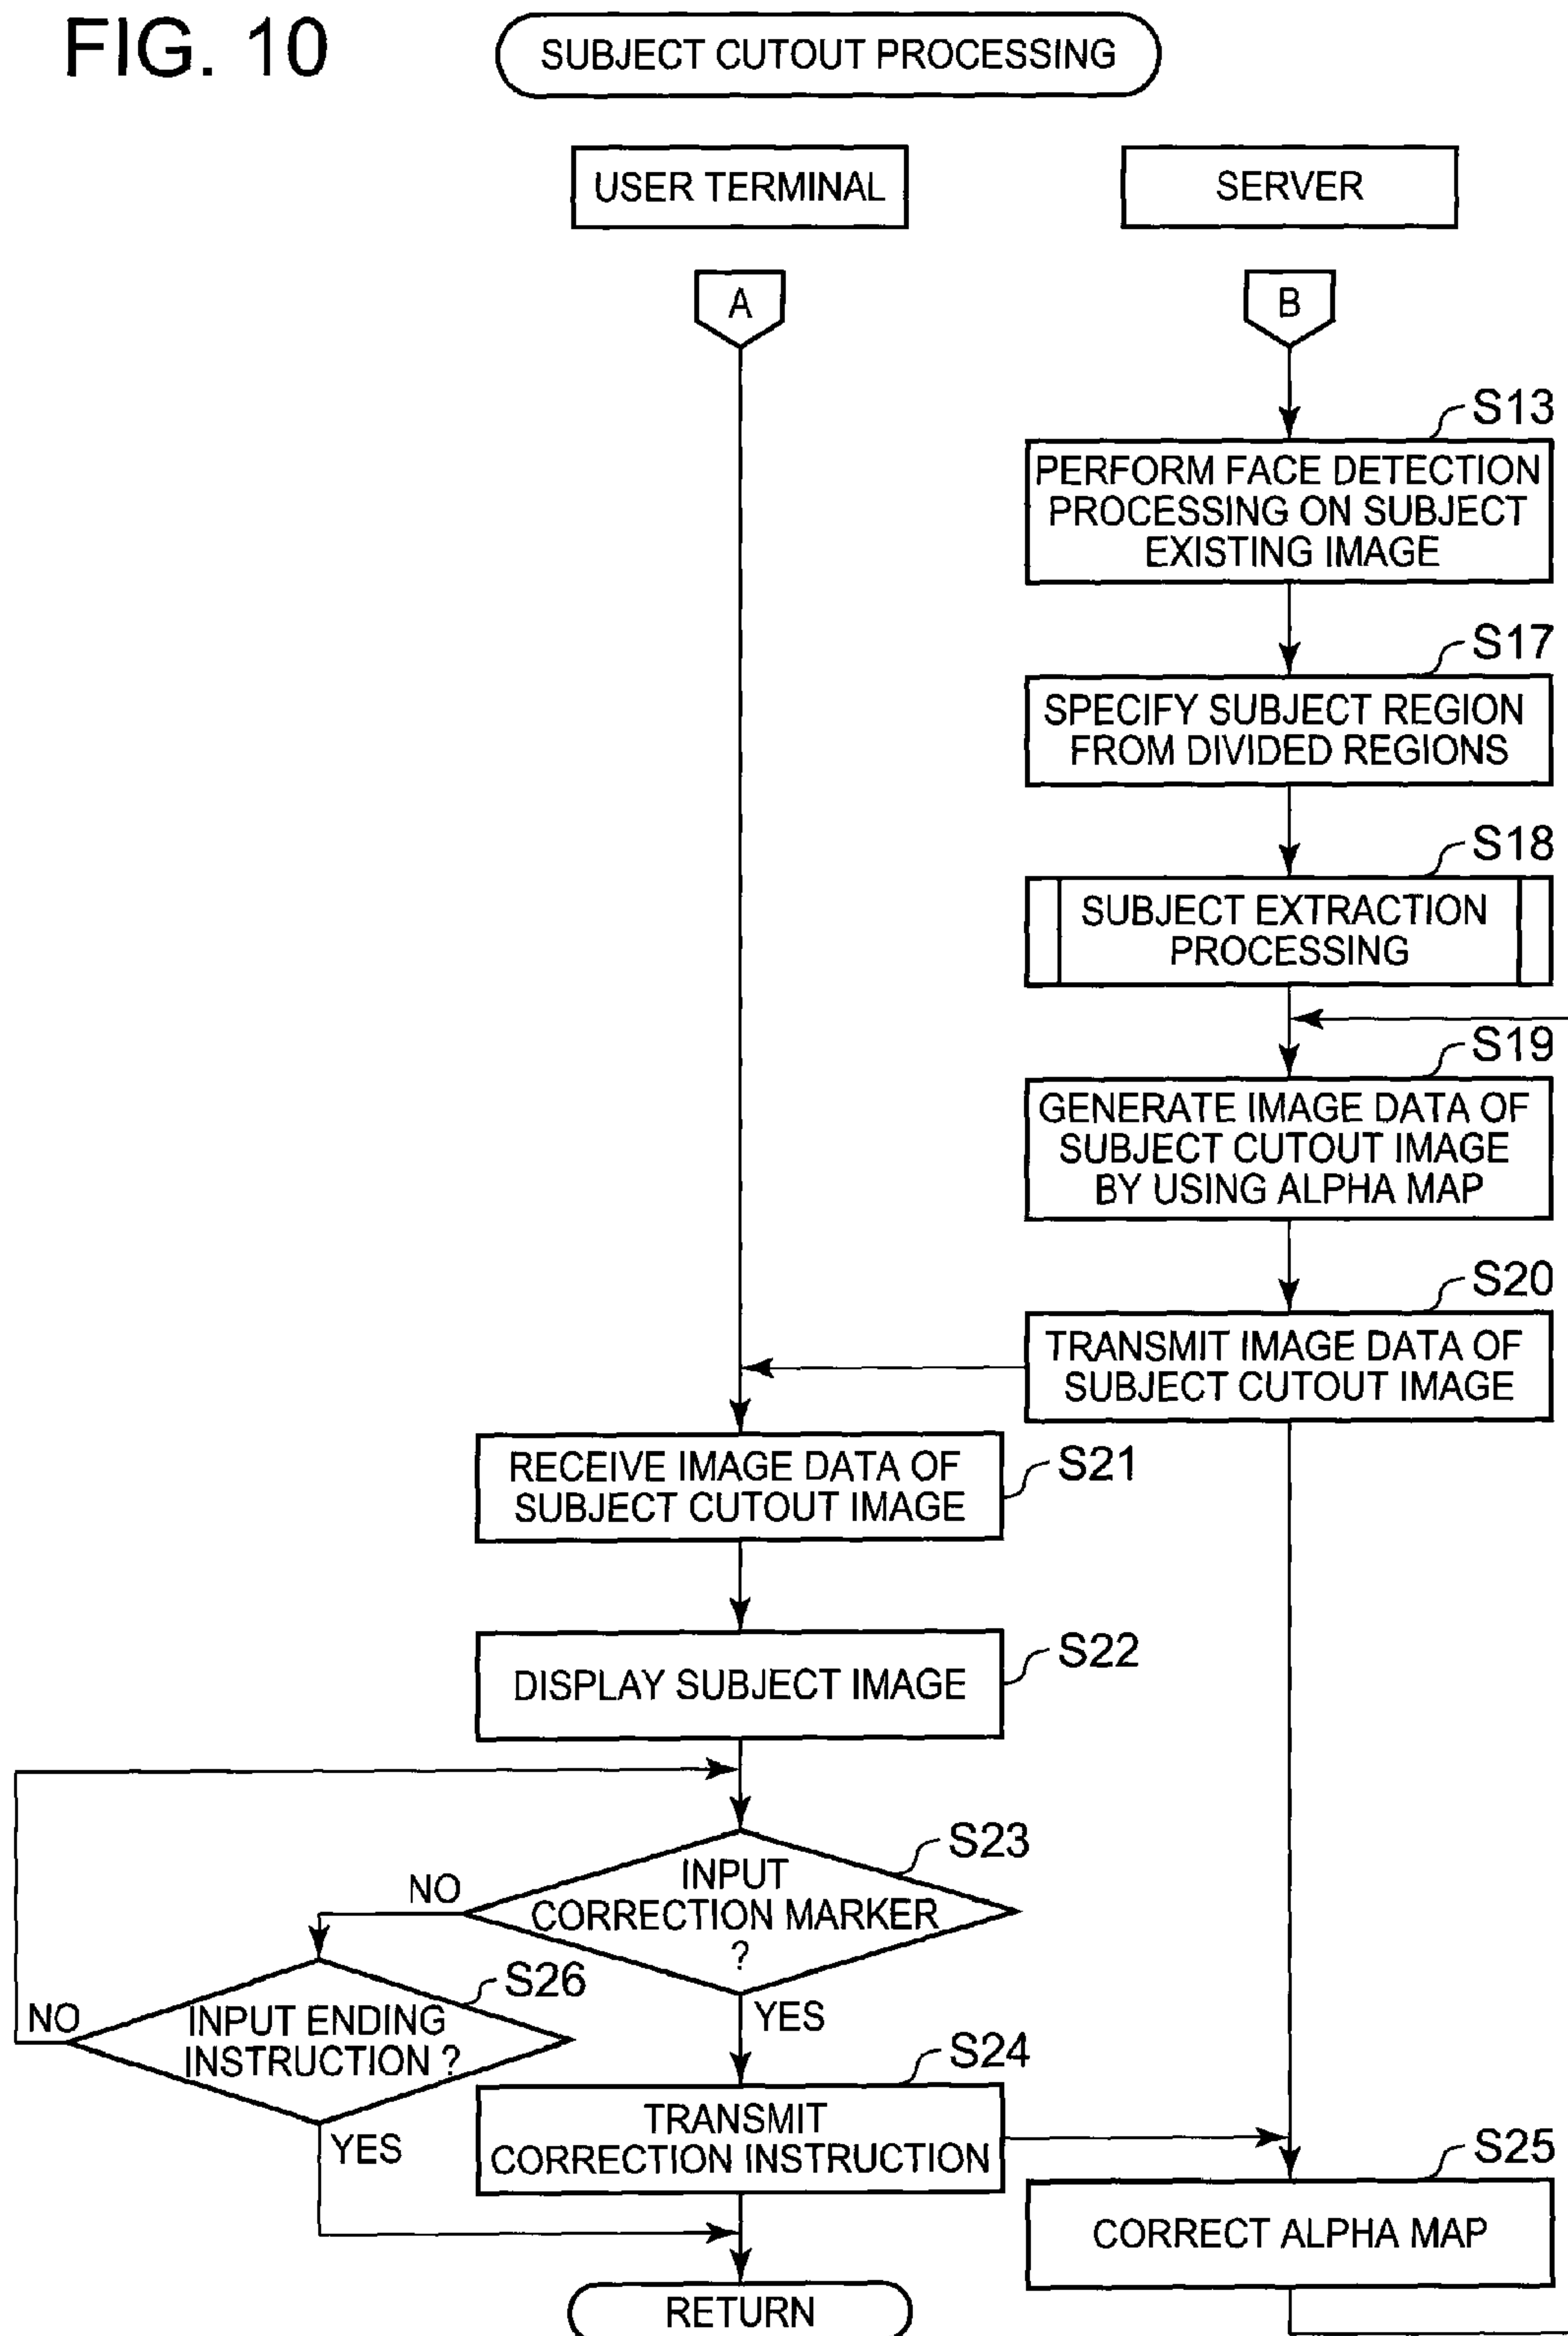 FIG. 10
SUBJECT CUTOUT PROCESSING
USER TERMINAL
SERVER
A
B
S13
PERFORM FACE DETECTION
PROCESSING ON SUBJECT
EXISTING IMAGE
S17
SPECIFY SUBJECT REGION
FROM DIVIDED REGIONS
S18
SUBJECT EXTRACTION
PROCESSING
S19
GENERATE IMAGE DATA OF
SUBJECT CUTOUT IMAGE
BY USING ALPHA MAP
S20
TRANSMIT IMAGE DATA OF
SUBJECT CUTOUT IMAGE
RECEIVE IMAGE DATA OF
SUBJECT CUTOUT IMAGE
S21
DISPLAY SUBJECT IMAGE
S22
S23
INPUT
CORRECTION MARKER
?
NO
YES
S26
INPUT ENDING
INSTRUCTION ?
NO
YES
S24
TRANSMIT
CORRECTION INSTRUCTION
S25
CORRECT ALPHA MAP
RETURN